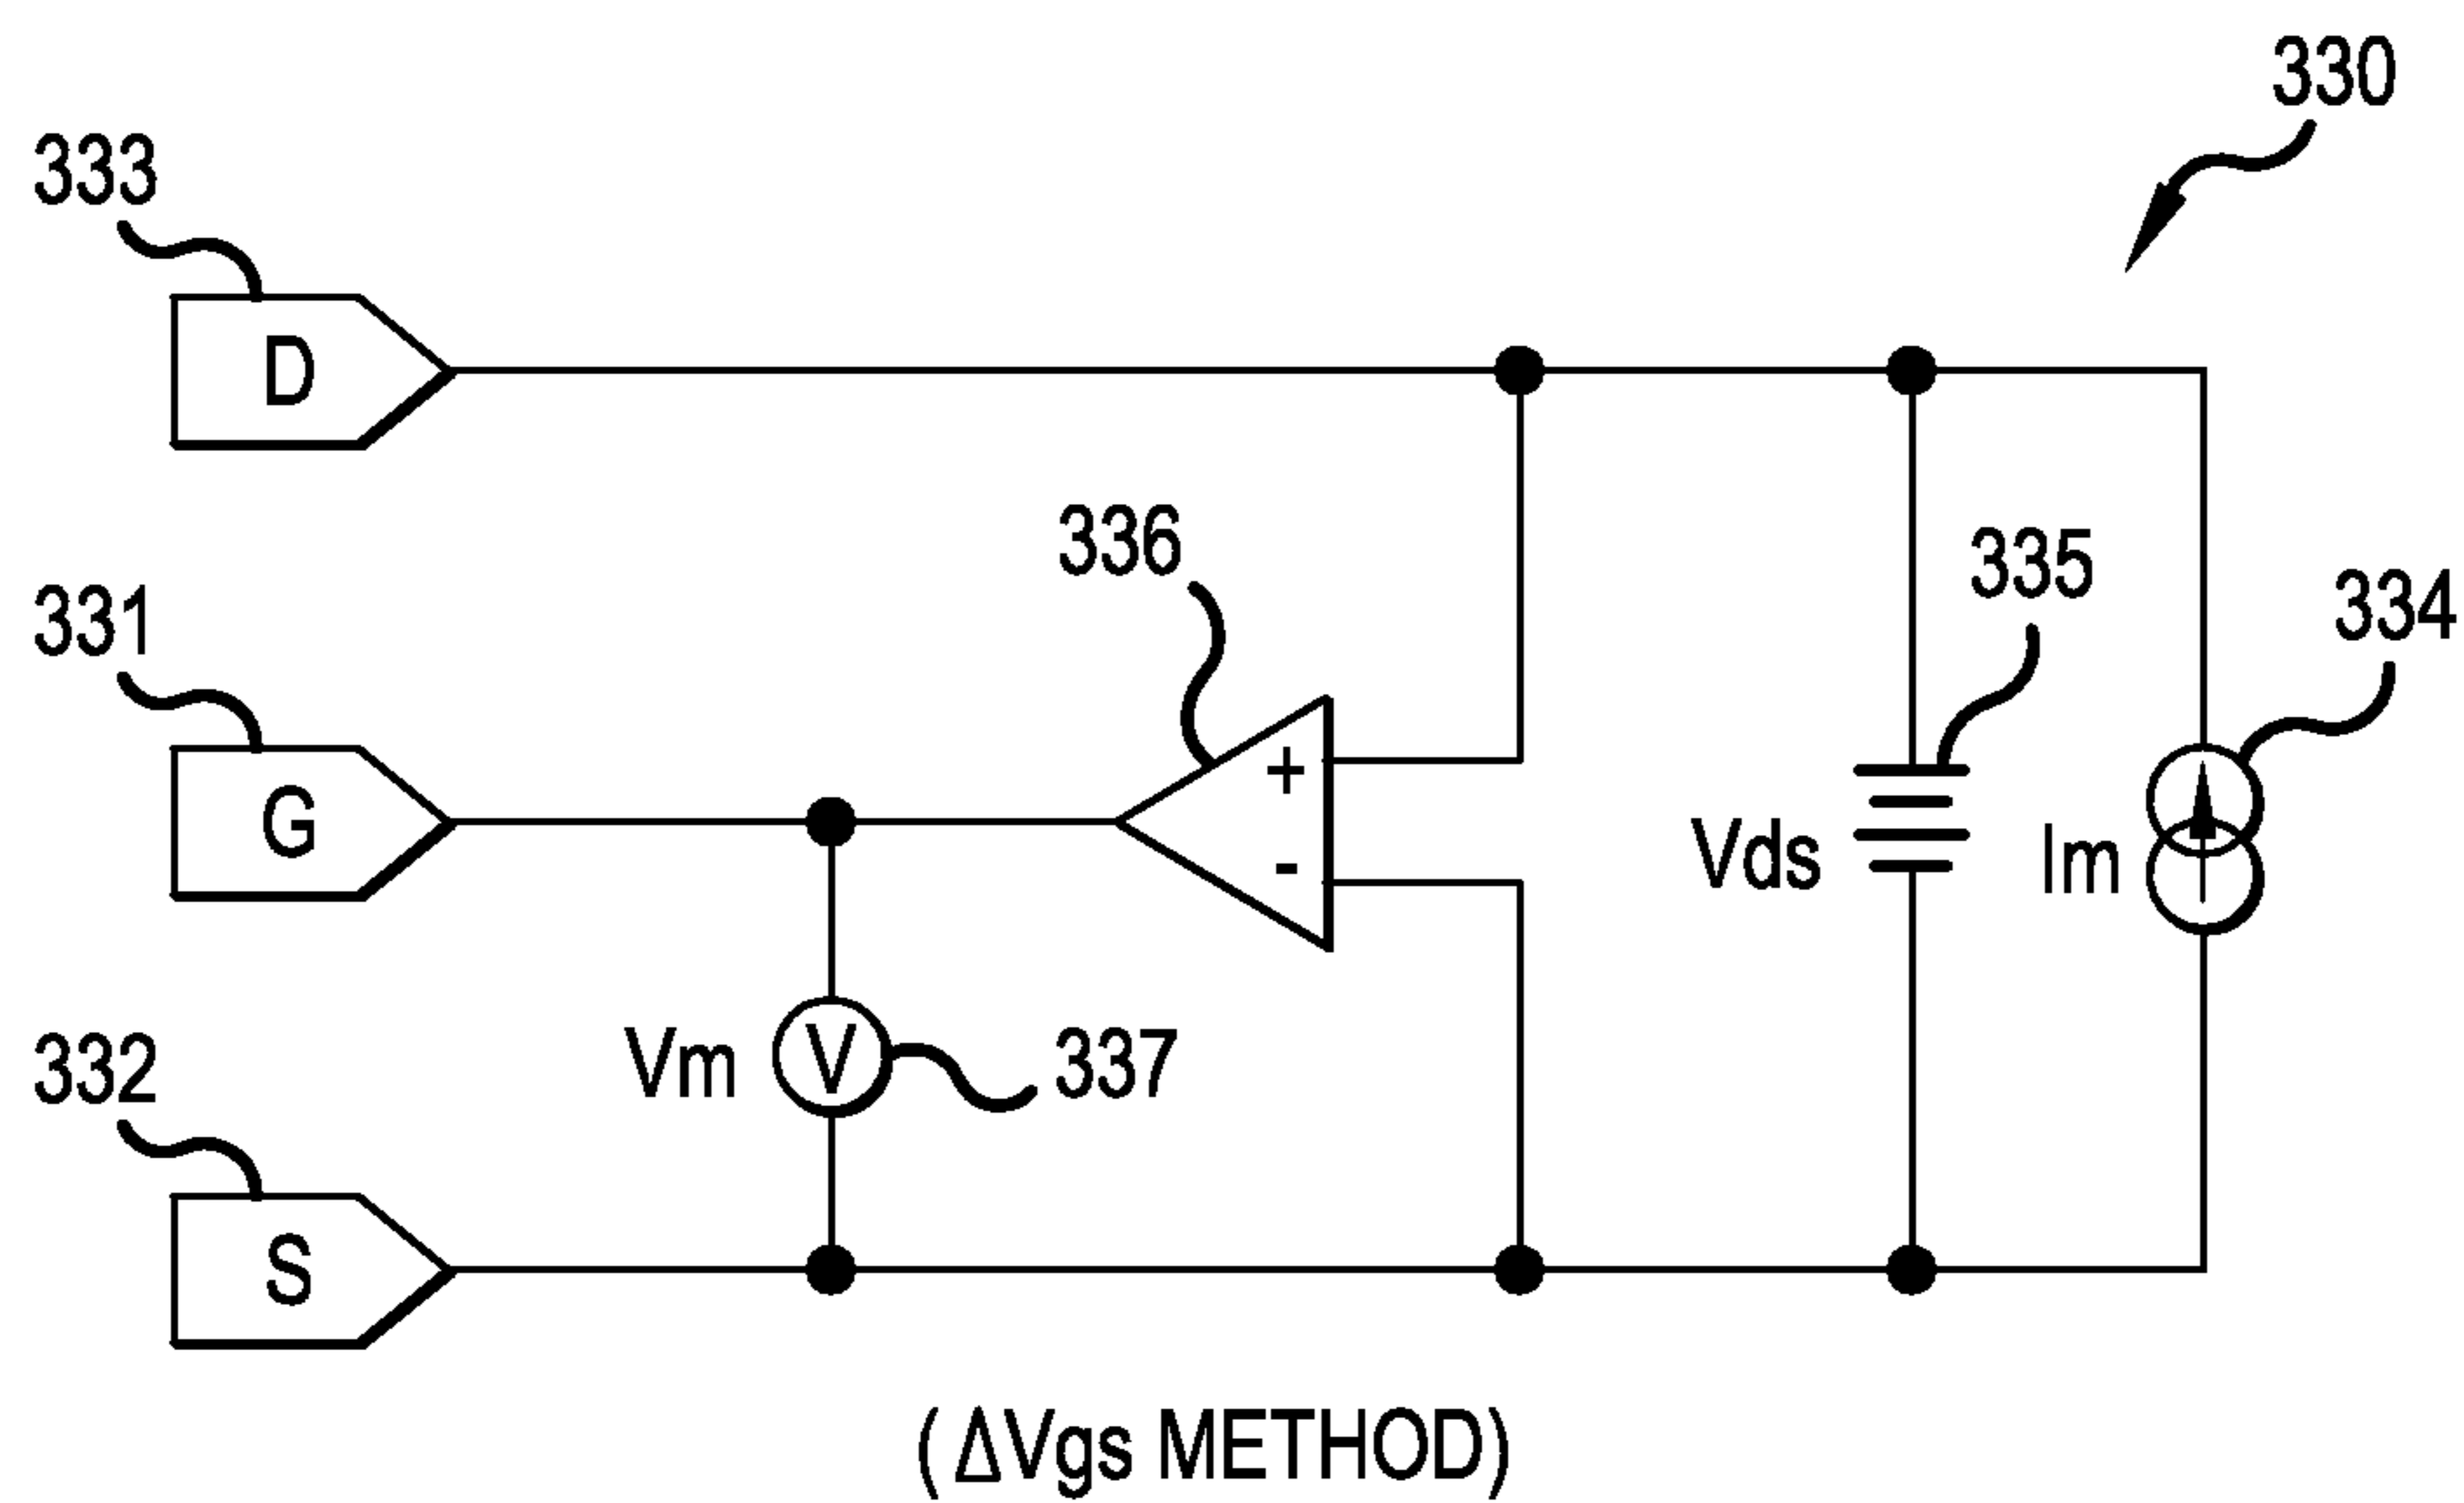 330
333
D
336
335
334
331
G
+
-
Vds
Im
332
Vm
V
337
S
(ΔVgs METHOD)